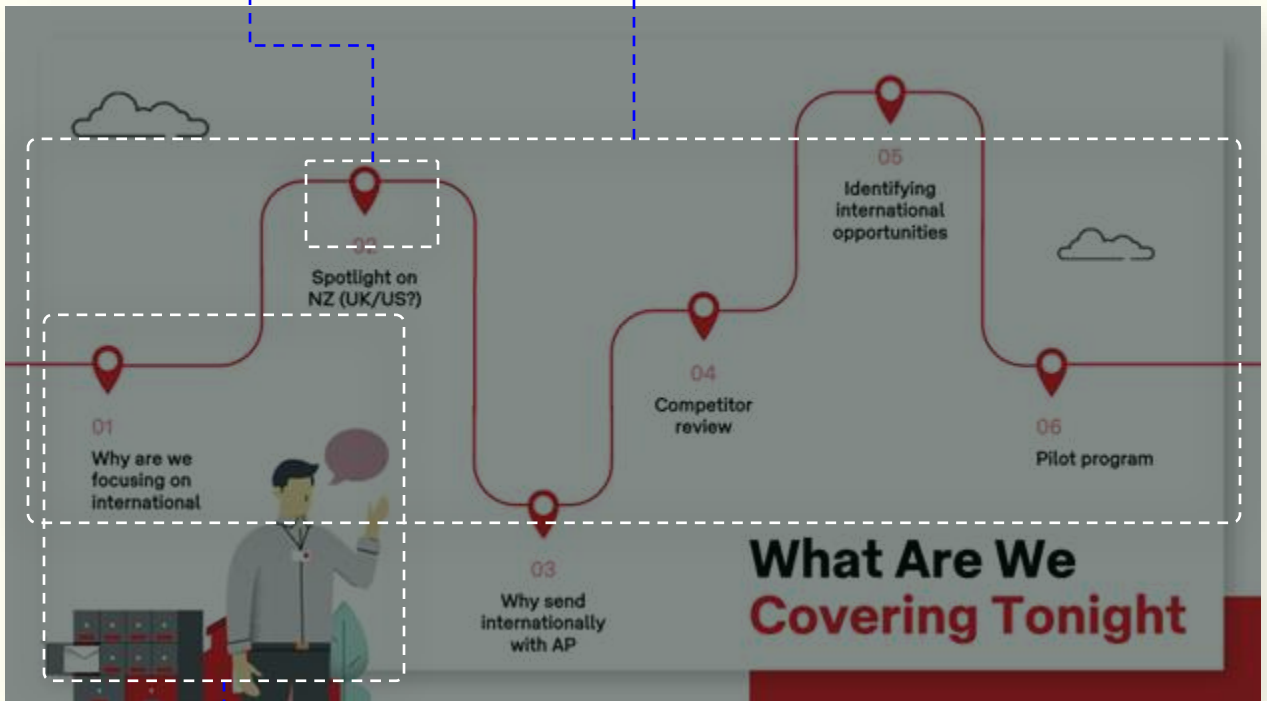 01
Why are we
focusing on
international
02
Spotlight on
NZ (UK/US?)
03
Why send
internationally
with AP
04
Competitor
review
05
Identifying
international
opportunities
06
Pilot program
What Are We
Covering Tonight